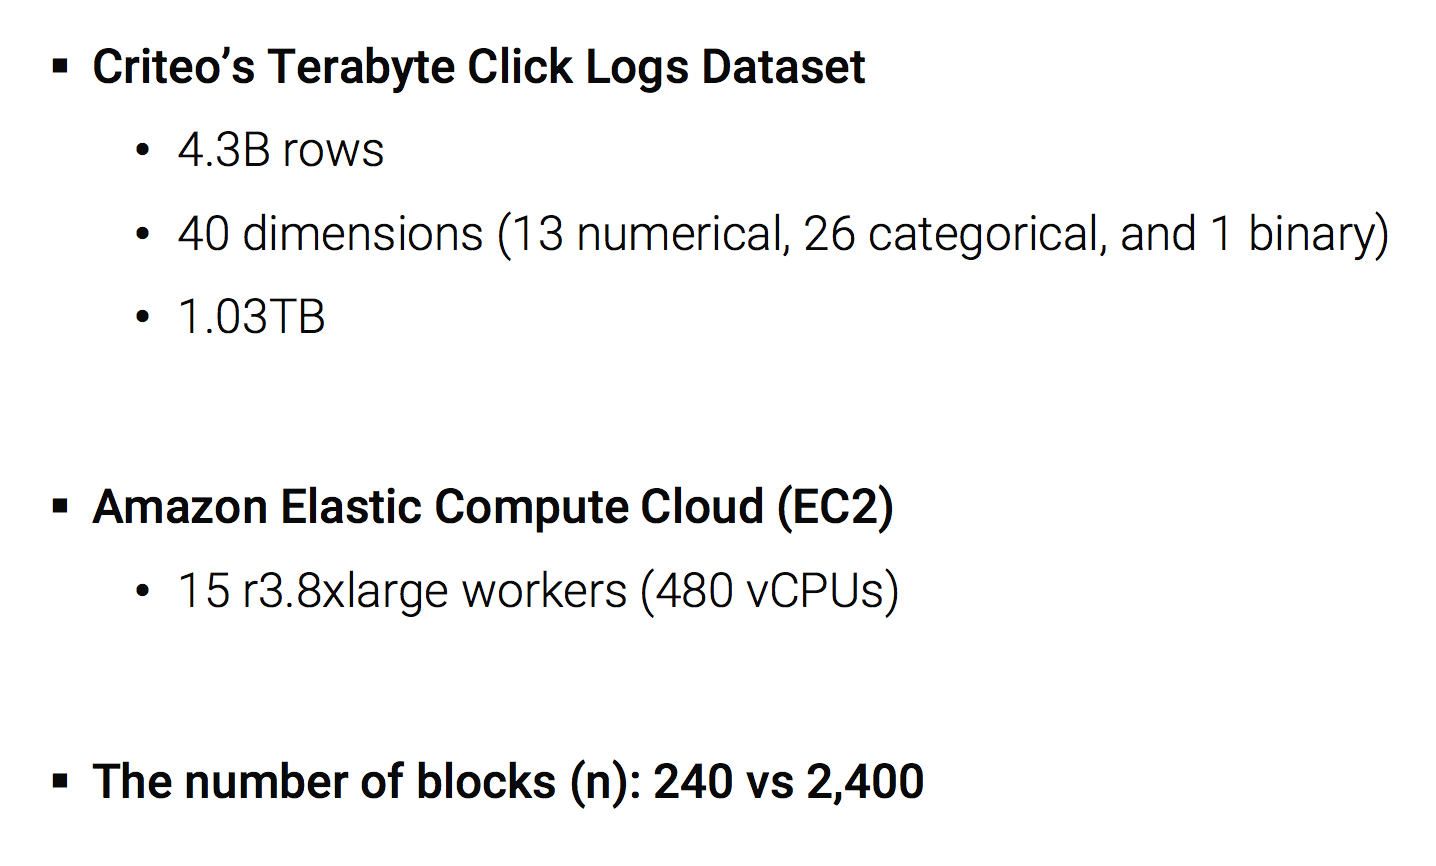 ▪ Criteo’s Terabyte Click Logs Dataset
• 4.3B rows
• 40 dimensions (13 numerical, 26 categorical, and 1 binary)
• 1.03TB
▪ Amazon Elastic Compute Cloud (EC2)
• 15 r3.8xlarge workers (480 vCPUs)
▪ The number of blocks (n): 240 vs 2,400